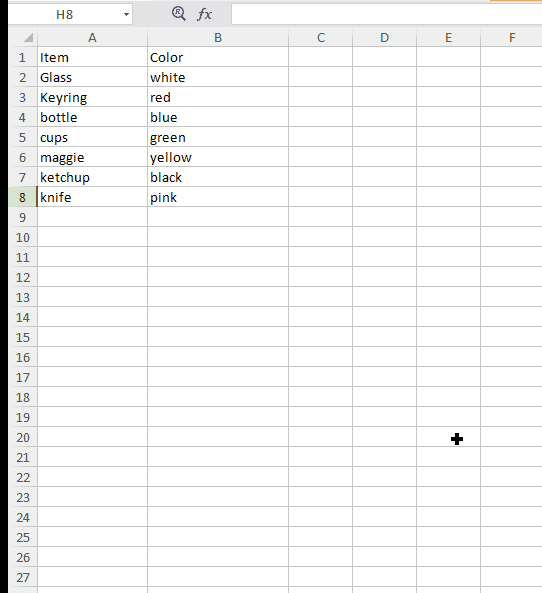 H8 fx
A B C D E F
1 Item Color
2 Glass white
3 Keyring red
4 bottle blue
5 cups green
6 maggie yellow
7 ketchup black
8 knife pink
9
10
11
12
13
14
15
16
17
18
19
20
21
22
23
24
25
26
27